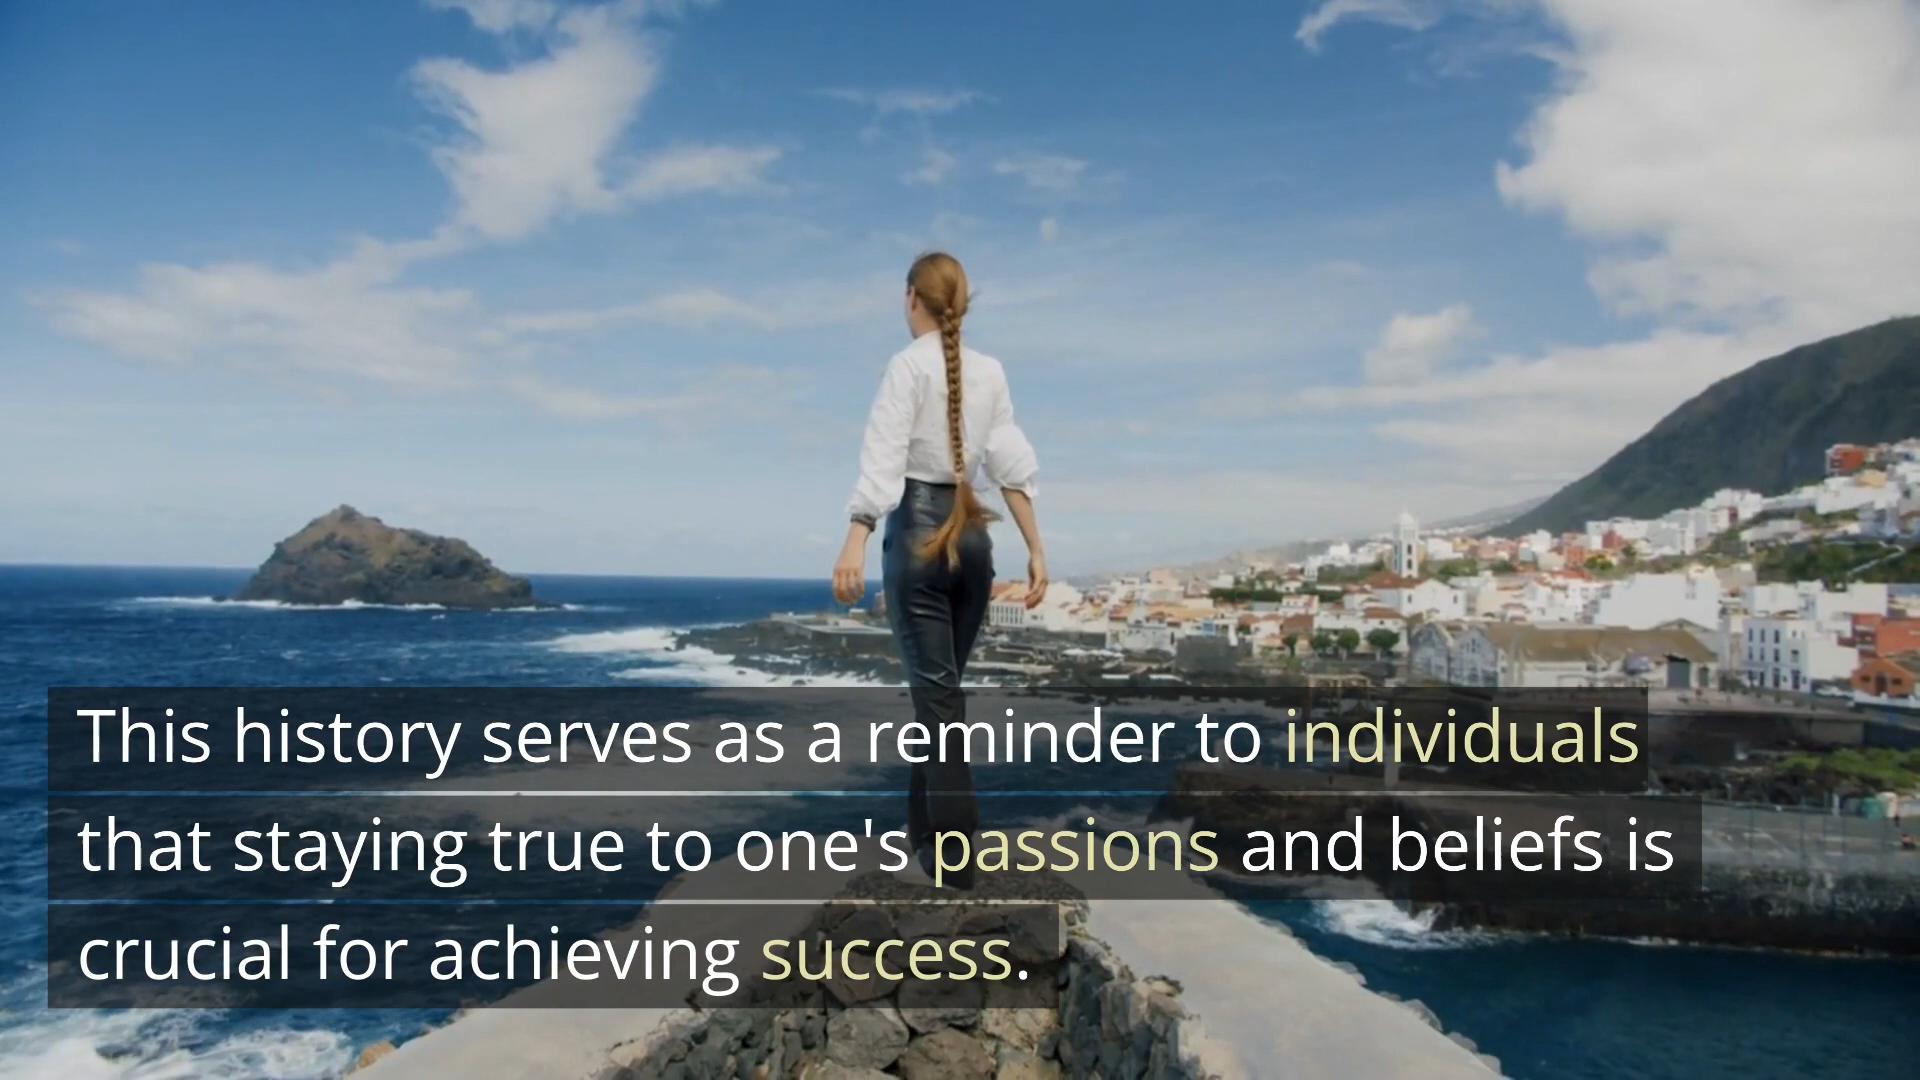 This history serves as a reminder to individuals
that staying true to one's passions and beliefs is
crucial for achieving success.